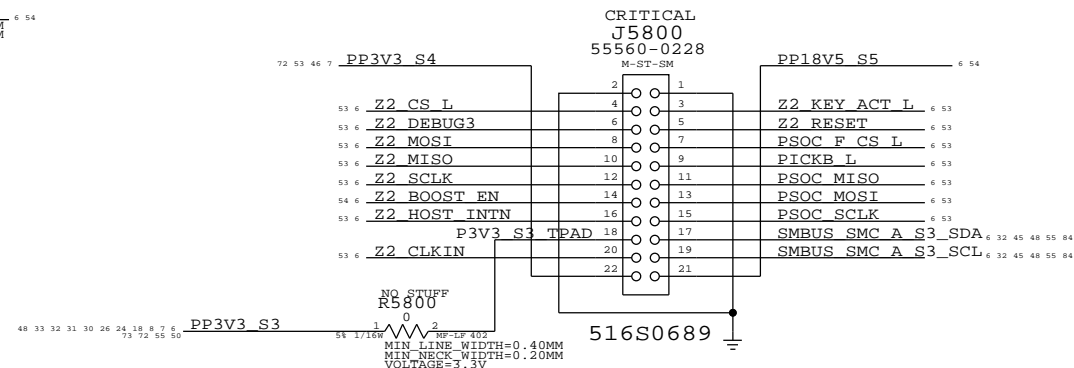 6 54
M
M
CRITICAL
J5800
55560-0228
M-ST-SM
72 53 46 7 PP3V3_S4
PP18V5_S5 6 54
2 1
53 6 Z2_CS_L 4 3 Z2_KEY_ACT_L 6 53
53 6 Z2_DEBUG3 6 5 Z2_RESET 6 53
53 6 Z2_MOSI 8 7 PSOC_F_CS_L 6 53
53 6 Z2_MISO 10 9 PICKB_L 6 53
53 6 Z2_SCLK 12 11 PSOC_MISO 6 53
54 6 Z2_BOOST_EN 14 13 PSOC_MOSI 6 53
53 6 Z2_HOST_INTN 16 15 PSOC_SCLK 6 53
P3V3_S3_TPAD 18 17 SMBUS_SMC_A_S3_SDA 6 32 45 48 55 84
53 6 Z2_CLKIN 20 19 SMBUS_SMC_A_S3_SCL 6 32 45 48 55 84
22 21
NO STUFF
R5800
0
48 33 32 31 30 26 24 18 8 7 6 PP3V3_S3 1 2
73 72 55 50
5% 1/16W MF-LF 402
MIN_LINE_WIDTH=0.40MM
MIN_NECK_WIDTH=0.20MM
VOLTAGE=3.3V
516S0689